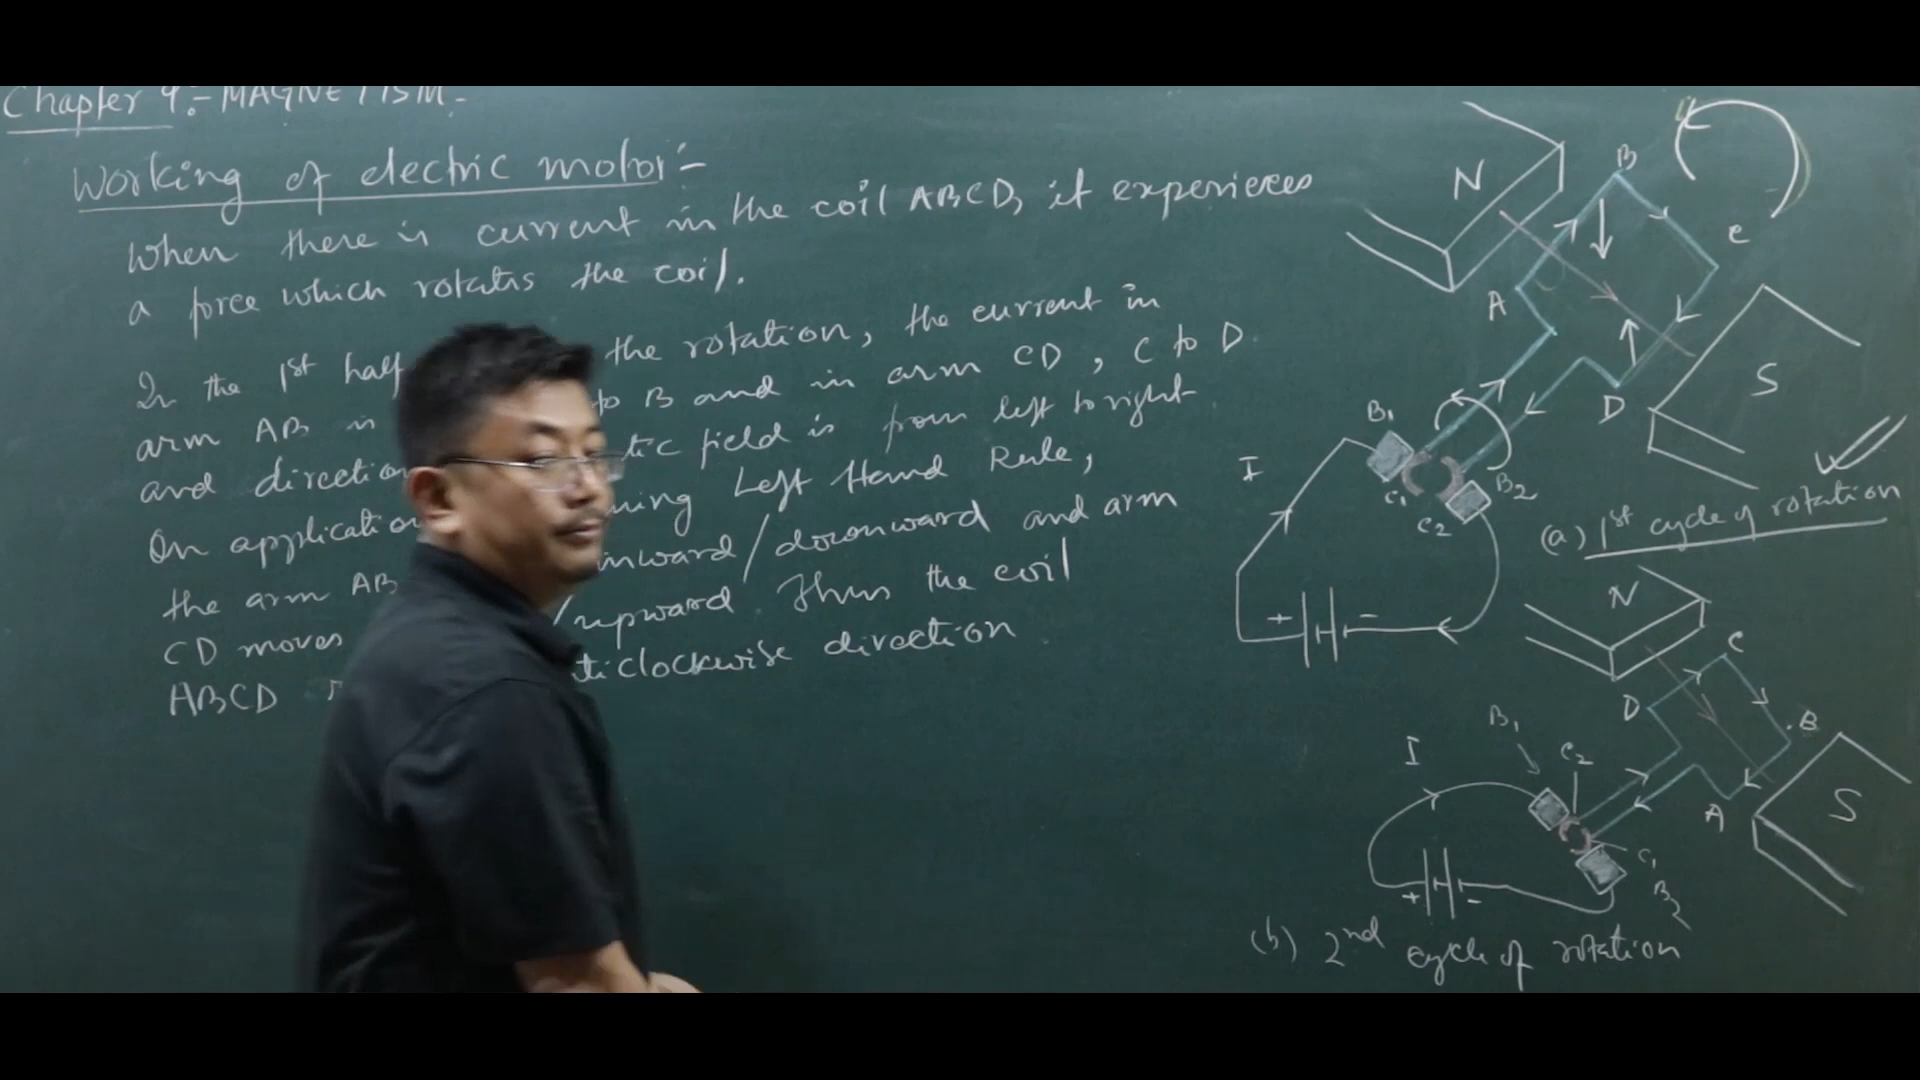 Chapter 9:- MAGNETISM-
Working of electric motor:-
When there is current in the coil ABCD, it experiences
a force which rotates the coil.
In the 1st half the rotation, the current in
arm AB is to B and in arm CD, C to D.
and direction tic field is from left to right.
On application ming Left Hand Rule,
the arm AB inward/downward and arm
CD moves /upward Thus the coil
ABCD ticlockwise direction.
N
B
C
A
D
S
B1
I
C1
B2
C2
+ -
(a) 1st cycle of rotation
N
C
D
B
B1
C2
I
A
S
C1
B2
+ -
(b) 2nd cycle of rotation